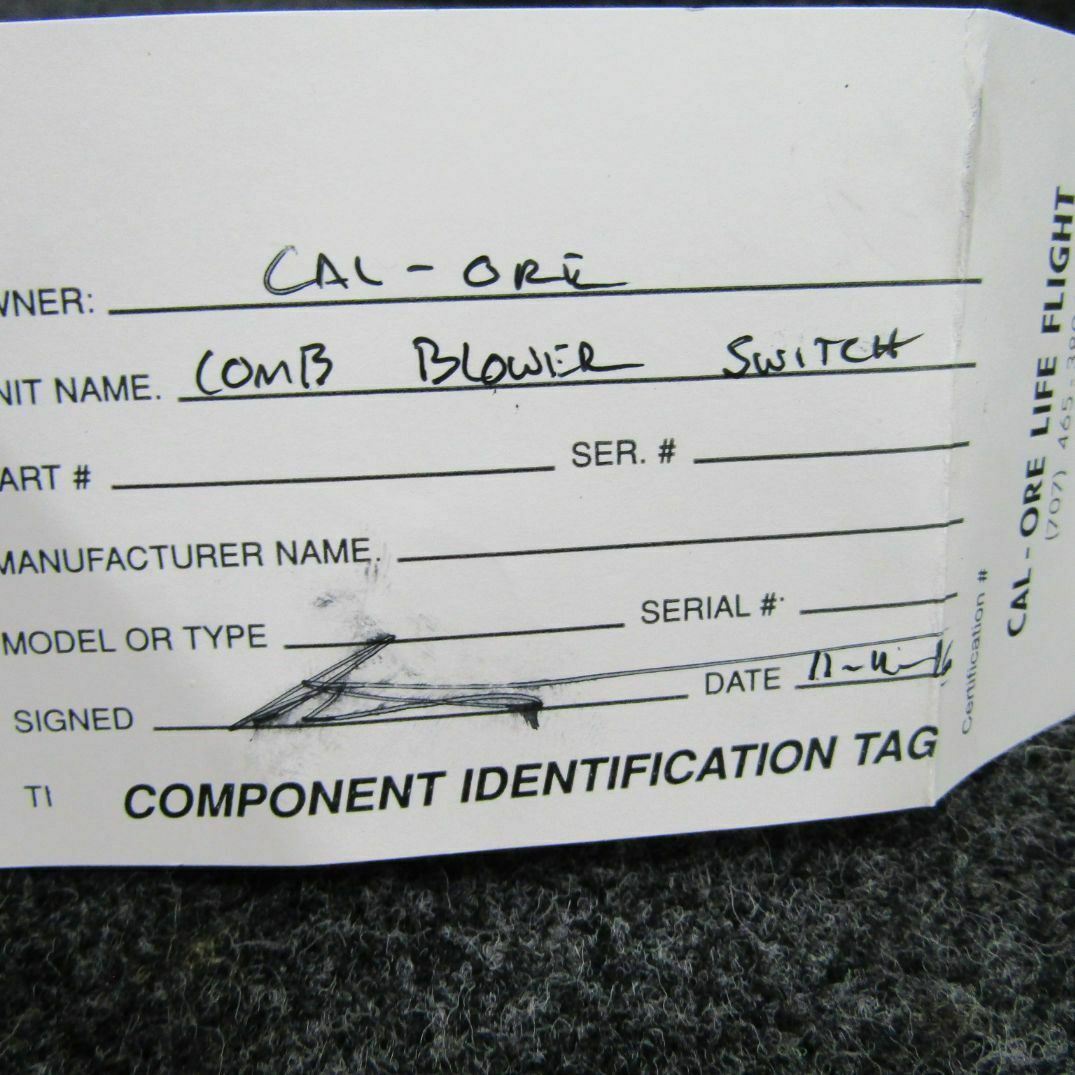 WNER: CAL - ORE
NIT NAME. COMB BLOWER SWITCH
ART # SER. #
MANUFACTURER NAME.
MODEL OR TYPE SERIAL #
SIGNED DATE
TI COMPONENT IDENTIFICATION TAG
Certification #
CAL - ORE LIFE FLIGHT
(707) 465-